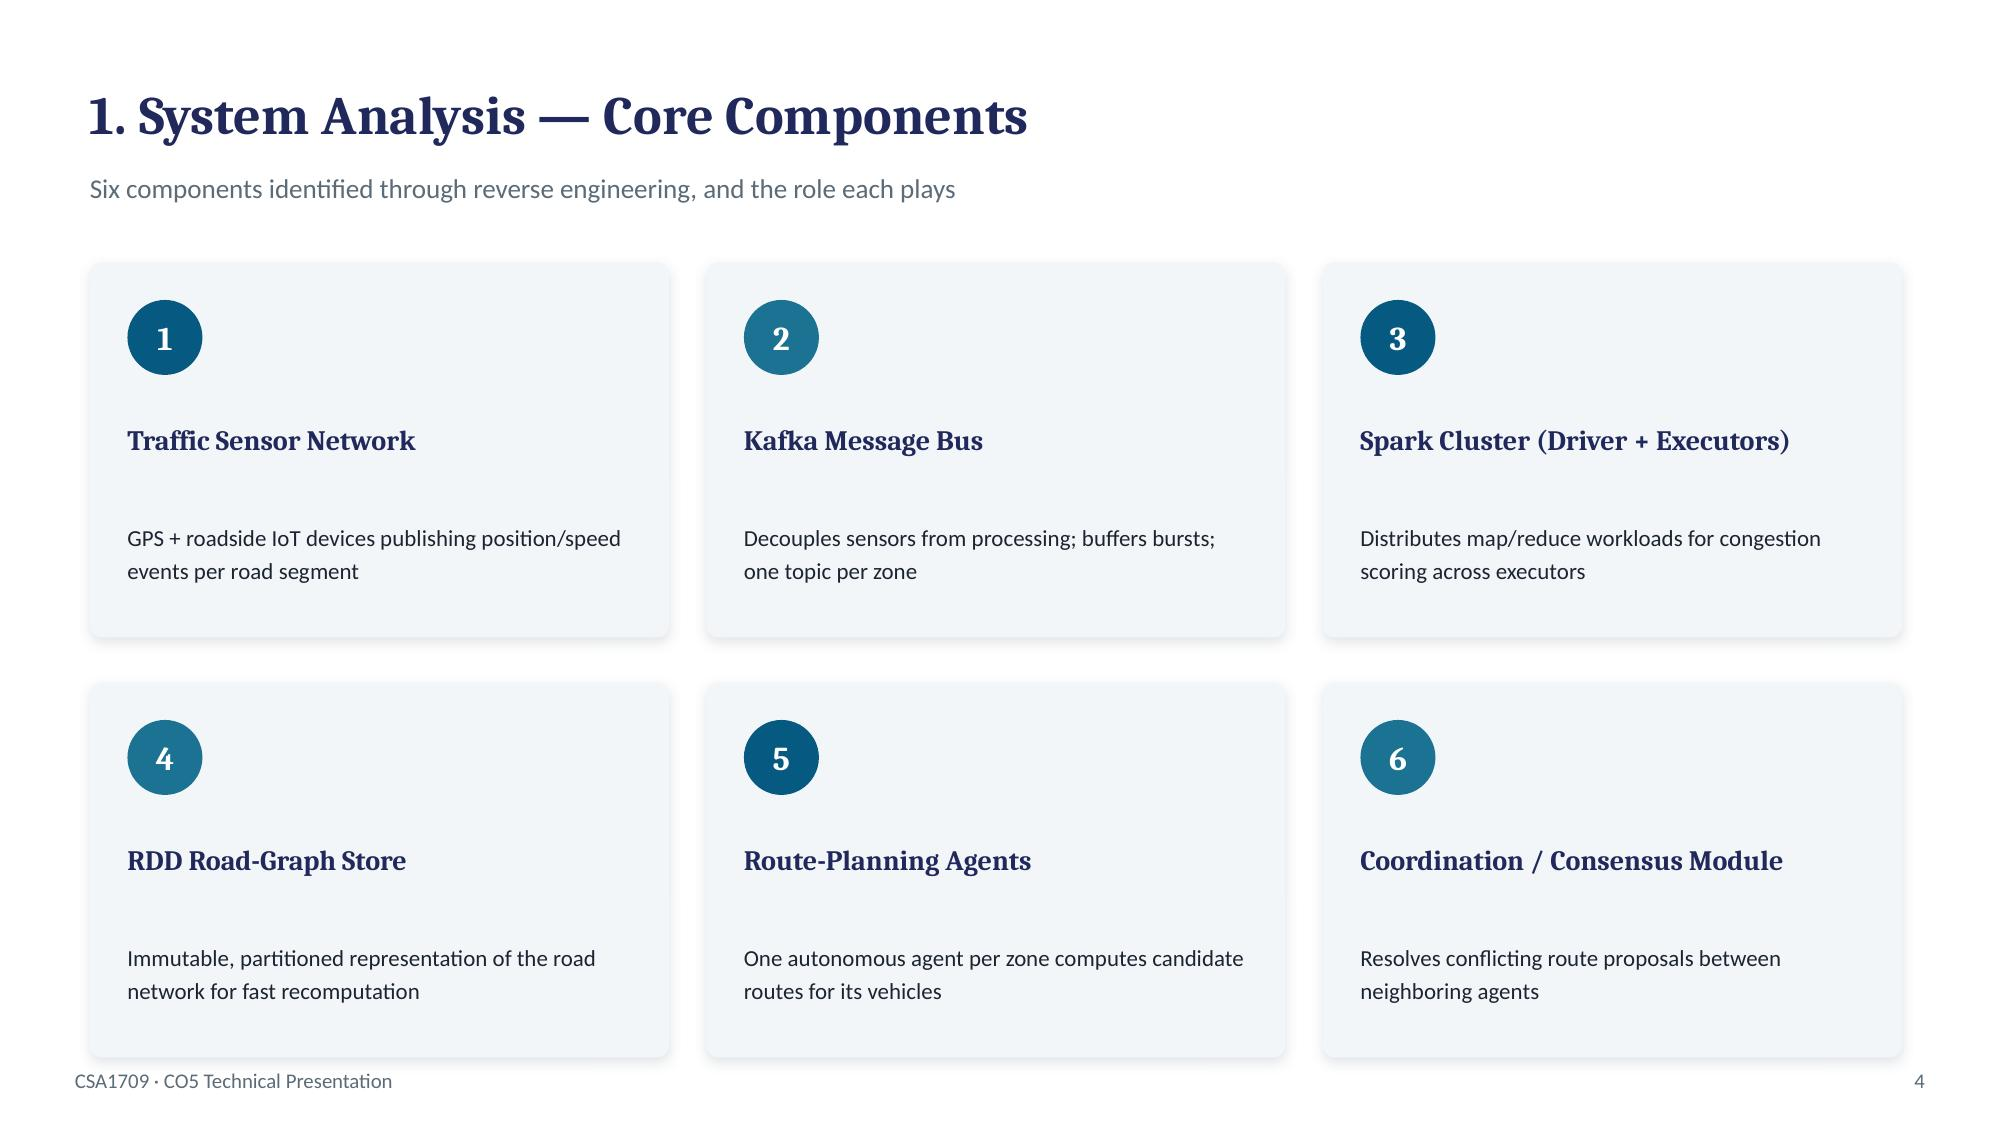 1. System Analysis — Core Components
Six components identified through reverse engineering, and the role each plays
1
Traffic Sensor Network
GPS + roadside IoT devices publishing position/speed
events per road segment
2
Kafka Message Bus
Decouples sensors from processing; buffers bursts;
one topic per zone
3
Spark Cluster (Driver + Executors)
Distributes map/reduce workloads for congestion
scoring across executors
4
RDD Road-Graph Store
Immutable, partitioned representation of the road
network for fast recomputation
5
Route-Planning Agents
One autonomous agent per zone computes candidate
routes for its vehicles
6
Coordination / Consensus Module
Resolves conflicting route proposals between
neighboring agents
CSA1709 · CO5 Technical Presentation
4